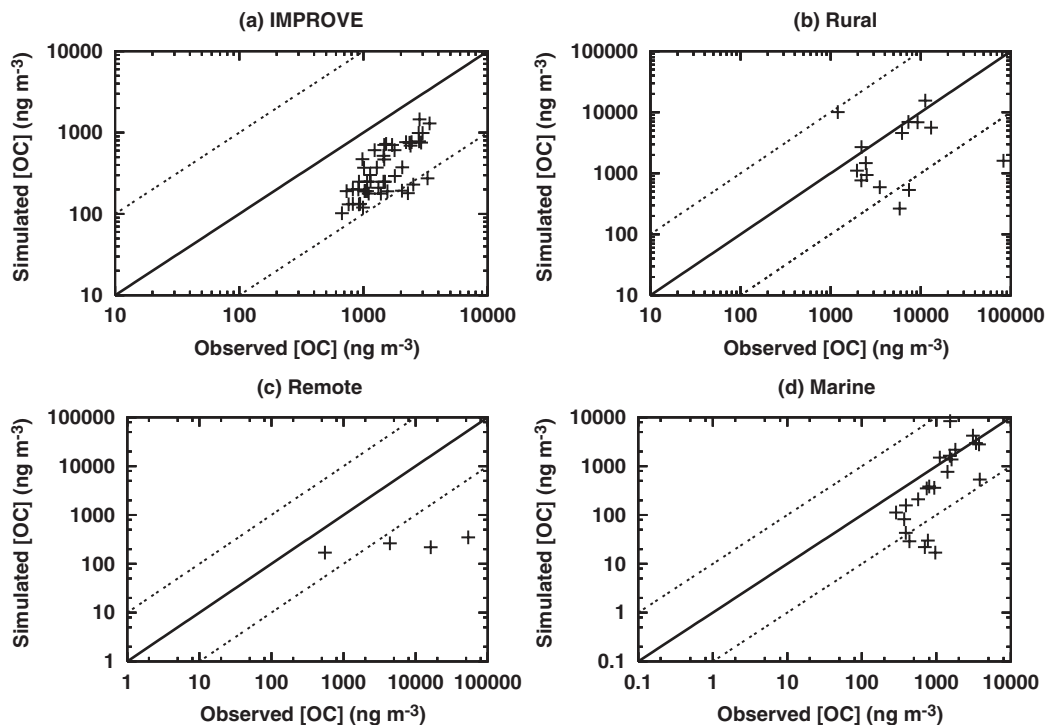 (a) IMPROVE
Simulated [OC] (ng m⁻³)
10000
1000
100
10
10 100 1000 10000
Observed [OC] (ng m⁻³)
(b) Rural
Simulated [OC] (ng m⁻³)
100000
10000
1000
100
10
10 100 1000 10000 100000
Observed [OC] (ng m⁻³)
(c) Remote
Simulated [OC] (ng m⁻³)
100000
10000
1000
100
10
1
1 10 100 1000 10000 100000
Observed [OC] (ng m⁻³)
(d) Marine
Simulated [OC] (ng m⁻³)
10000
1000
100
10
1
0.1
0.1 1 10 100 1000 10000
Observed [OC] (ng m⁻³)